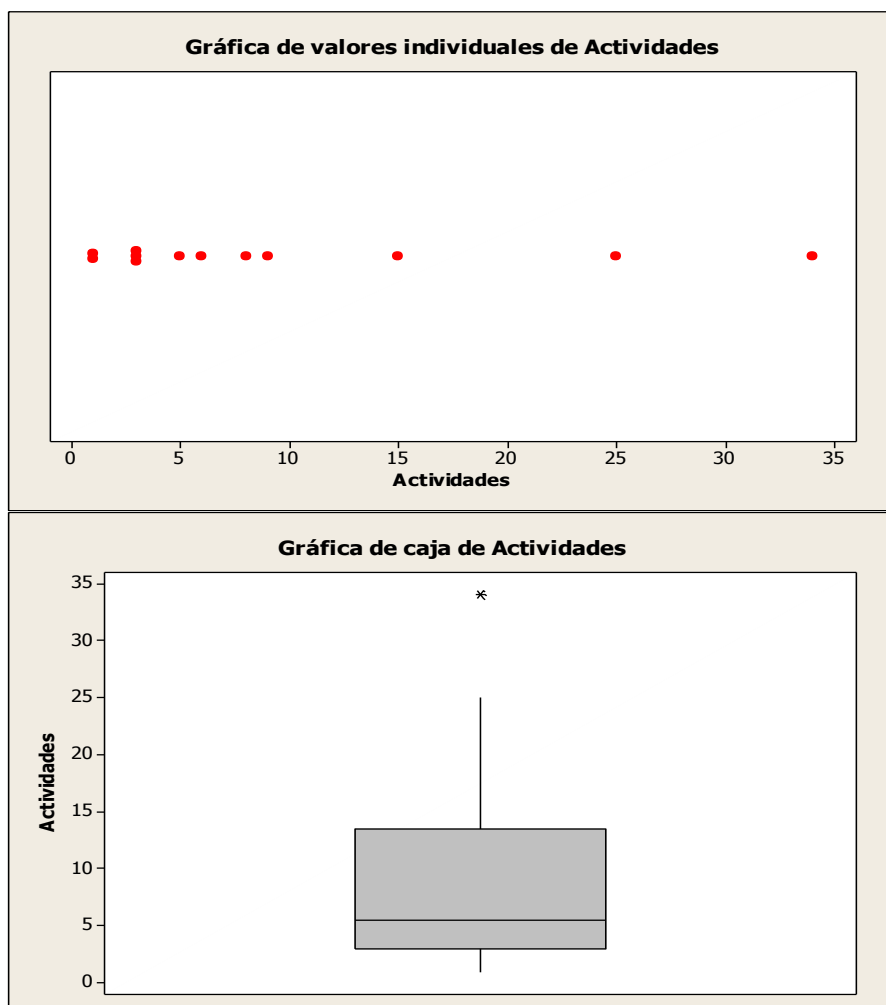 Gráfica de valores individuales de Actividades
0 5 10 15 20 25 30 35
Actividades
Gráfica de caja de Actividades
35
30
25
20
15
10
5
0
Actividades